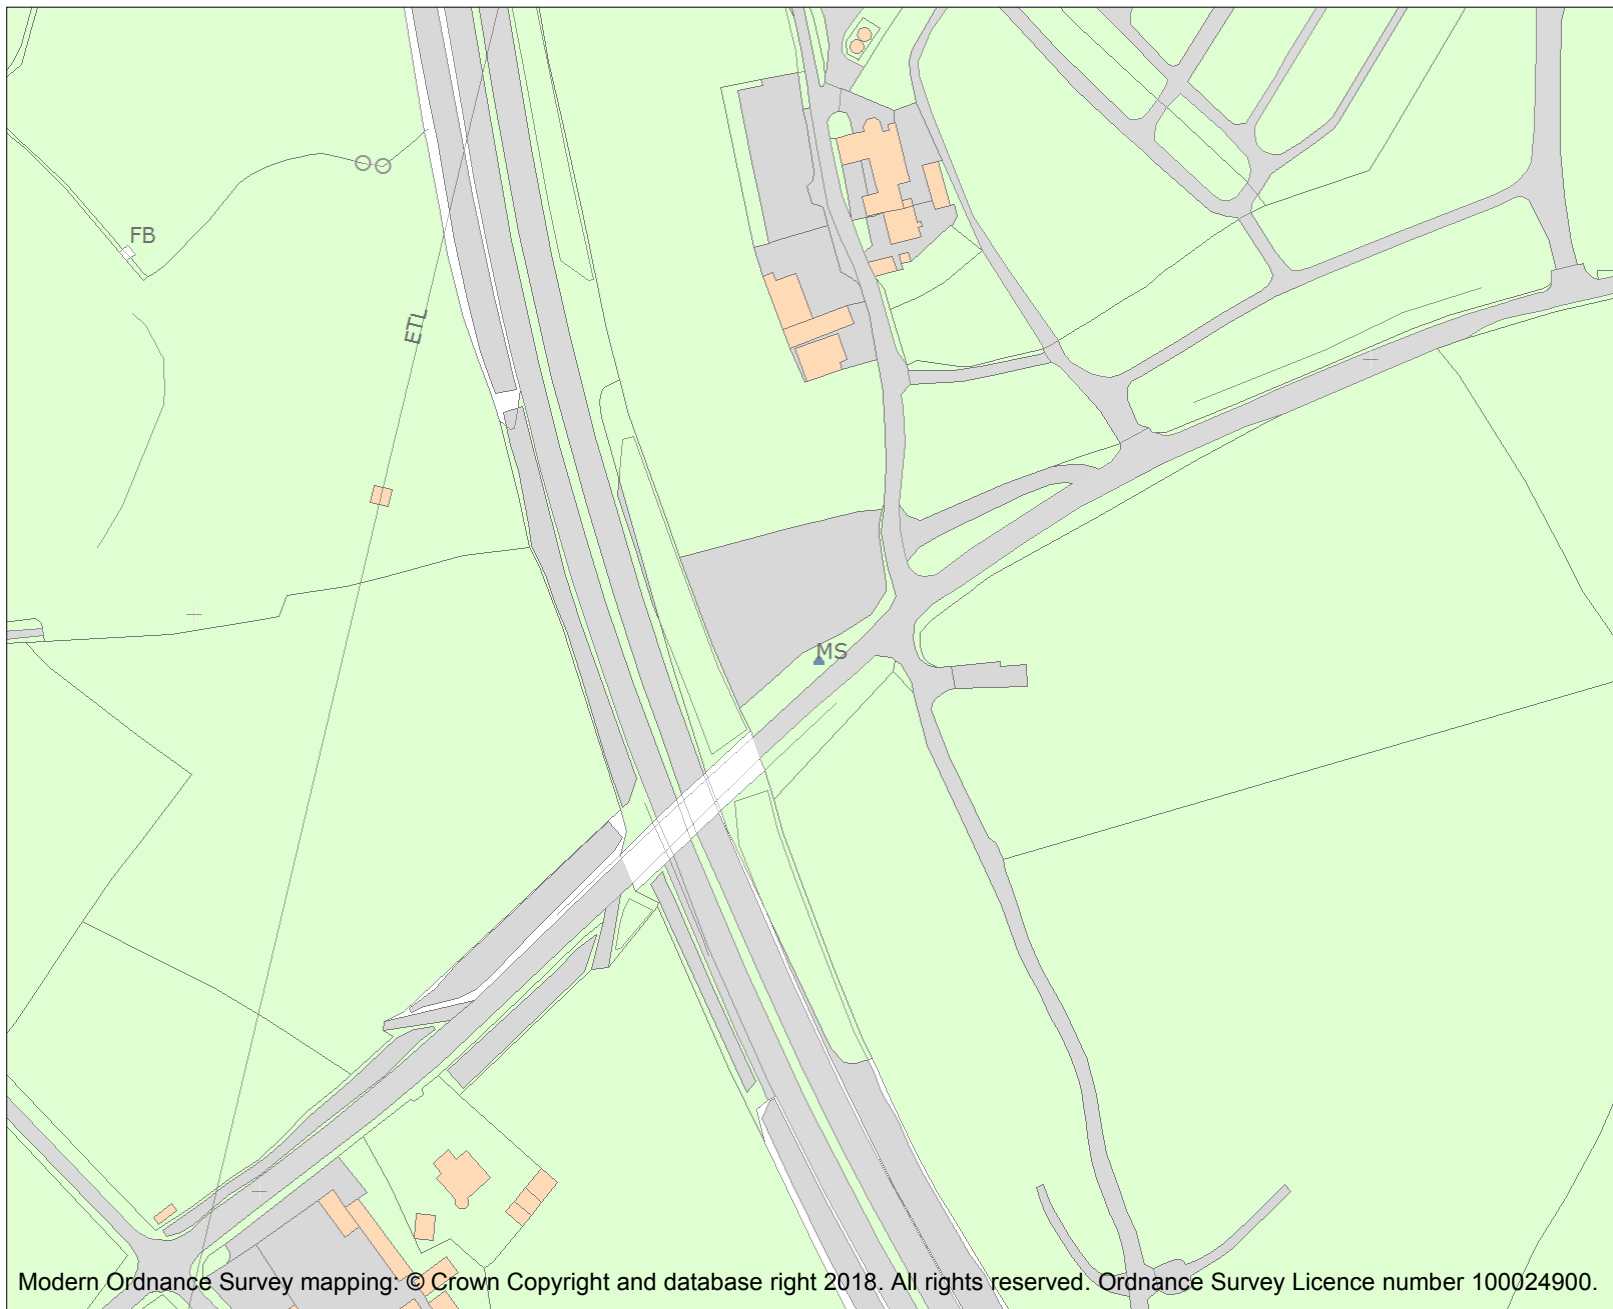 FB
ETL
MS
Modern Ordnance Survey mapping: © Crown Copyright and database right 2018. All rights reserved. Ordnance Survey Licence number 100024900.